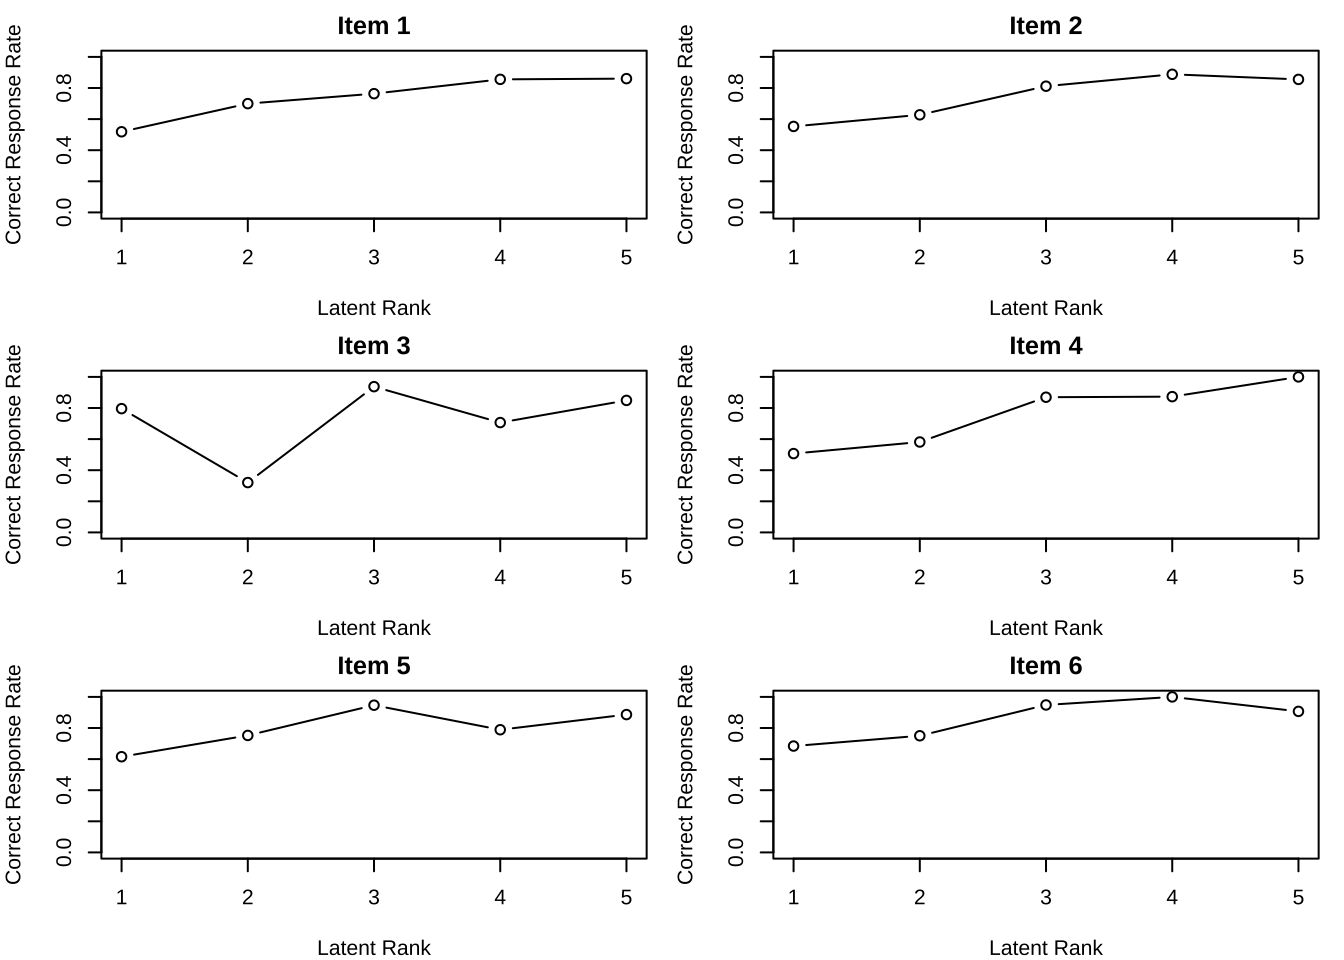 Item 1
Correct Response Rate
0.8
0.4
0.0
1 2 3 4 5
Latent Rank
Item 2
Correct Response Rate
0.8
0.4
0.0
1 2 3 4 5
Latent Rank
Item 3
Correct Response Rate
0.8
0.4
0.0
1 2 3 4 5
Latent Rank
Item 4
Correct Response Rate
0.8
0.4
0.0
1 2 3 4 5
Latent Rank
Item 5
Correct Response Rate
0.8
0.4
0.0
1 2 3 4 5
Latent Rank
Item 6
Correct Response Rate
0.8
0.4
0.0
1 2 3 4 5
Latent Rank